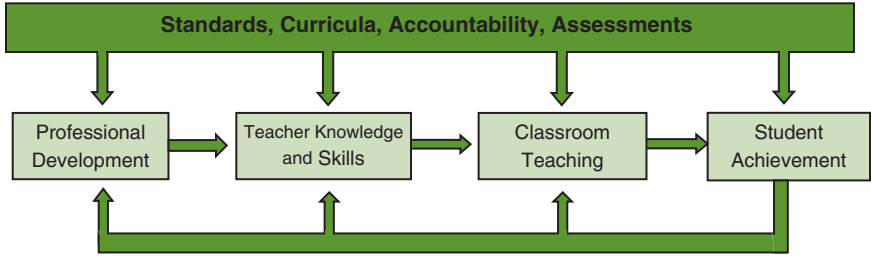 Standards, Curricula, Accountability, Assessments
Professional
Development
Teacher Knowledge
and Skills
Classroom
Teaching
Student
Achievement